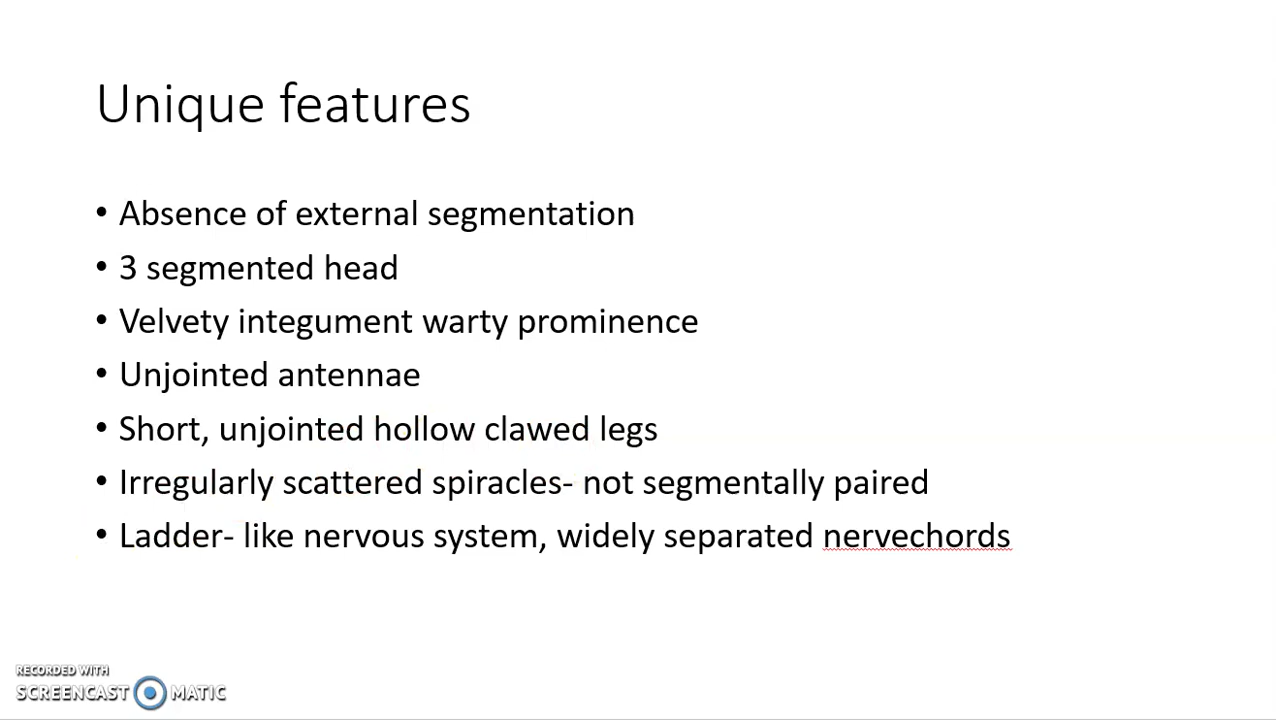 Unique features
• Absence of external segmentation
• 3 segmented head
• Velvety integument warty prominence
• Unjointed antennae
• Short, unjointed hollow clawed legs
• Irregularly scattered spiracles- not segmentally paired
• Ladder- like nervous system, widely separated nervechords
RECORDED WITH
SCREENCAST MATIC